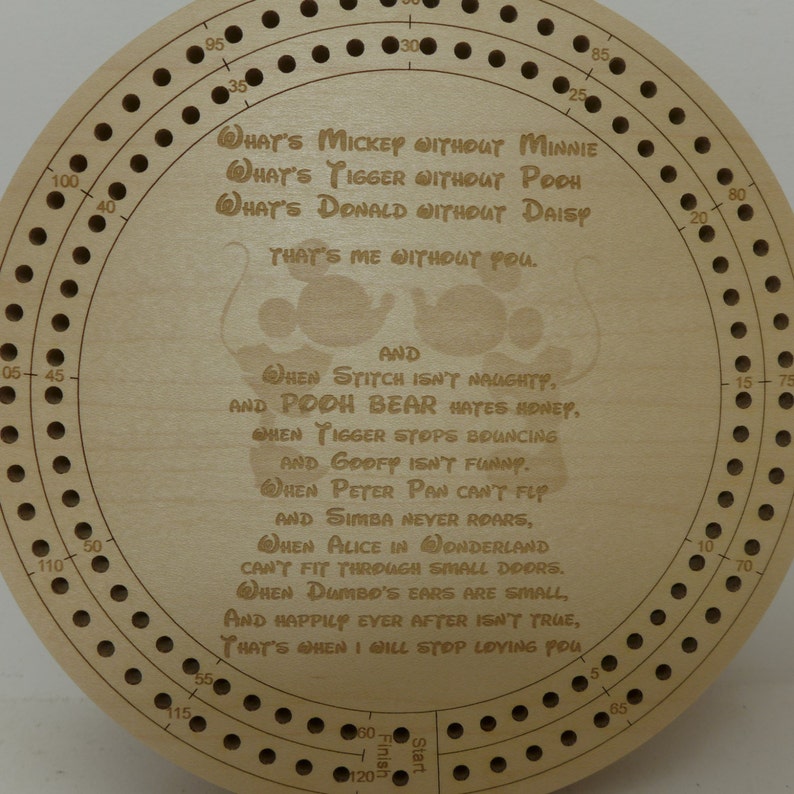 90
95
85
30
35
25
What's Mickey without Minnie
What's Tigger without Pooh
What's Donald without Daisy
that's me without you.
and
When Stitch isn't naughty,
and POOH BEAR hates honey,
when Tigger stops bouncing
and Goofy isn't funny.
When Peter Pan can't fly
and Simba never roars,
When Alice in Wonderland
can't fit through small doors.
When Dumbo's ears are small,
And happily ever after isn't true,
That's when i will stop loving you
100
40
80
20
05
45
15
75
50
110
10
70
55
115
5
65
60
120
Start
Finish